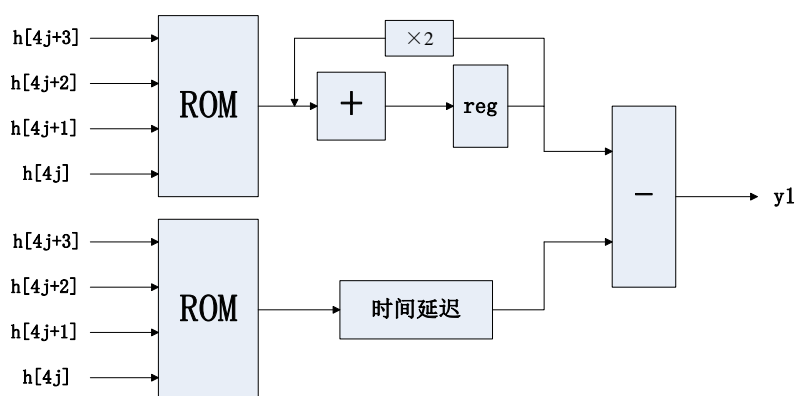 h[4j+3]
h[4j+2]
h[4j+1]
h[4j]
ROM
×2
+
reg
−
y1
h[4j+3]
h[4j+2]
h[4j+1]
h[4j]
ROM
时间延迟